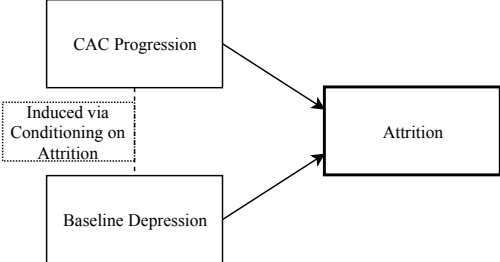 CAC Progression
Induced via
Conditioning on
Attrition
Attrition
Baseline Depression